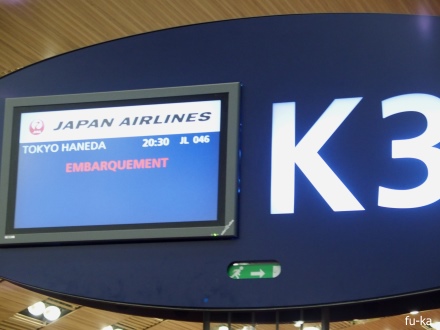 JAPAN AIRLINES
TOKYO HANEDA 20:30 JL 046
EMBARQUEMENT
K3
fu-ka